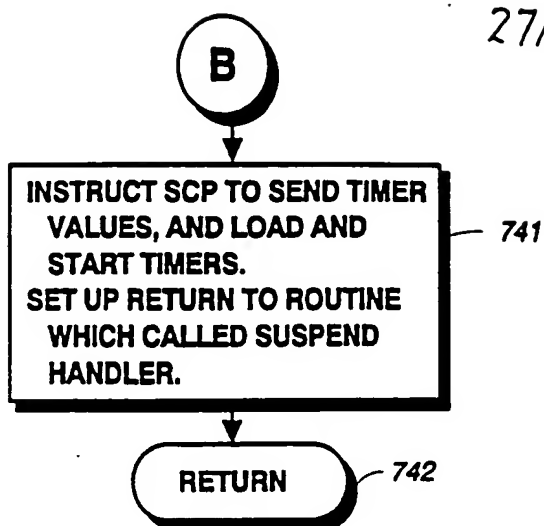 27/
B
INSTRUCT SCP TO SEND TIMER
VALUES, AND LOAD AND
START TIMERS.
SET UP RETURN TO ROUTINE
WHICH CALLED SUSPEND
HANDLER.
741
RETURN
742